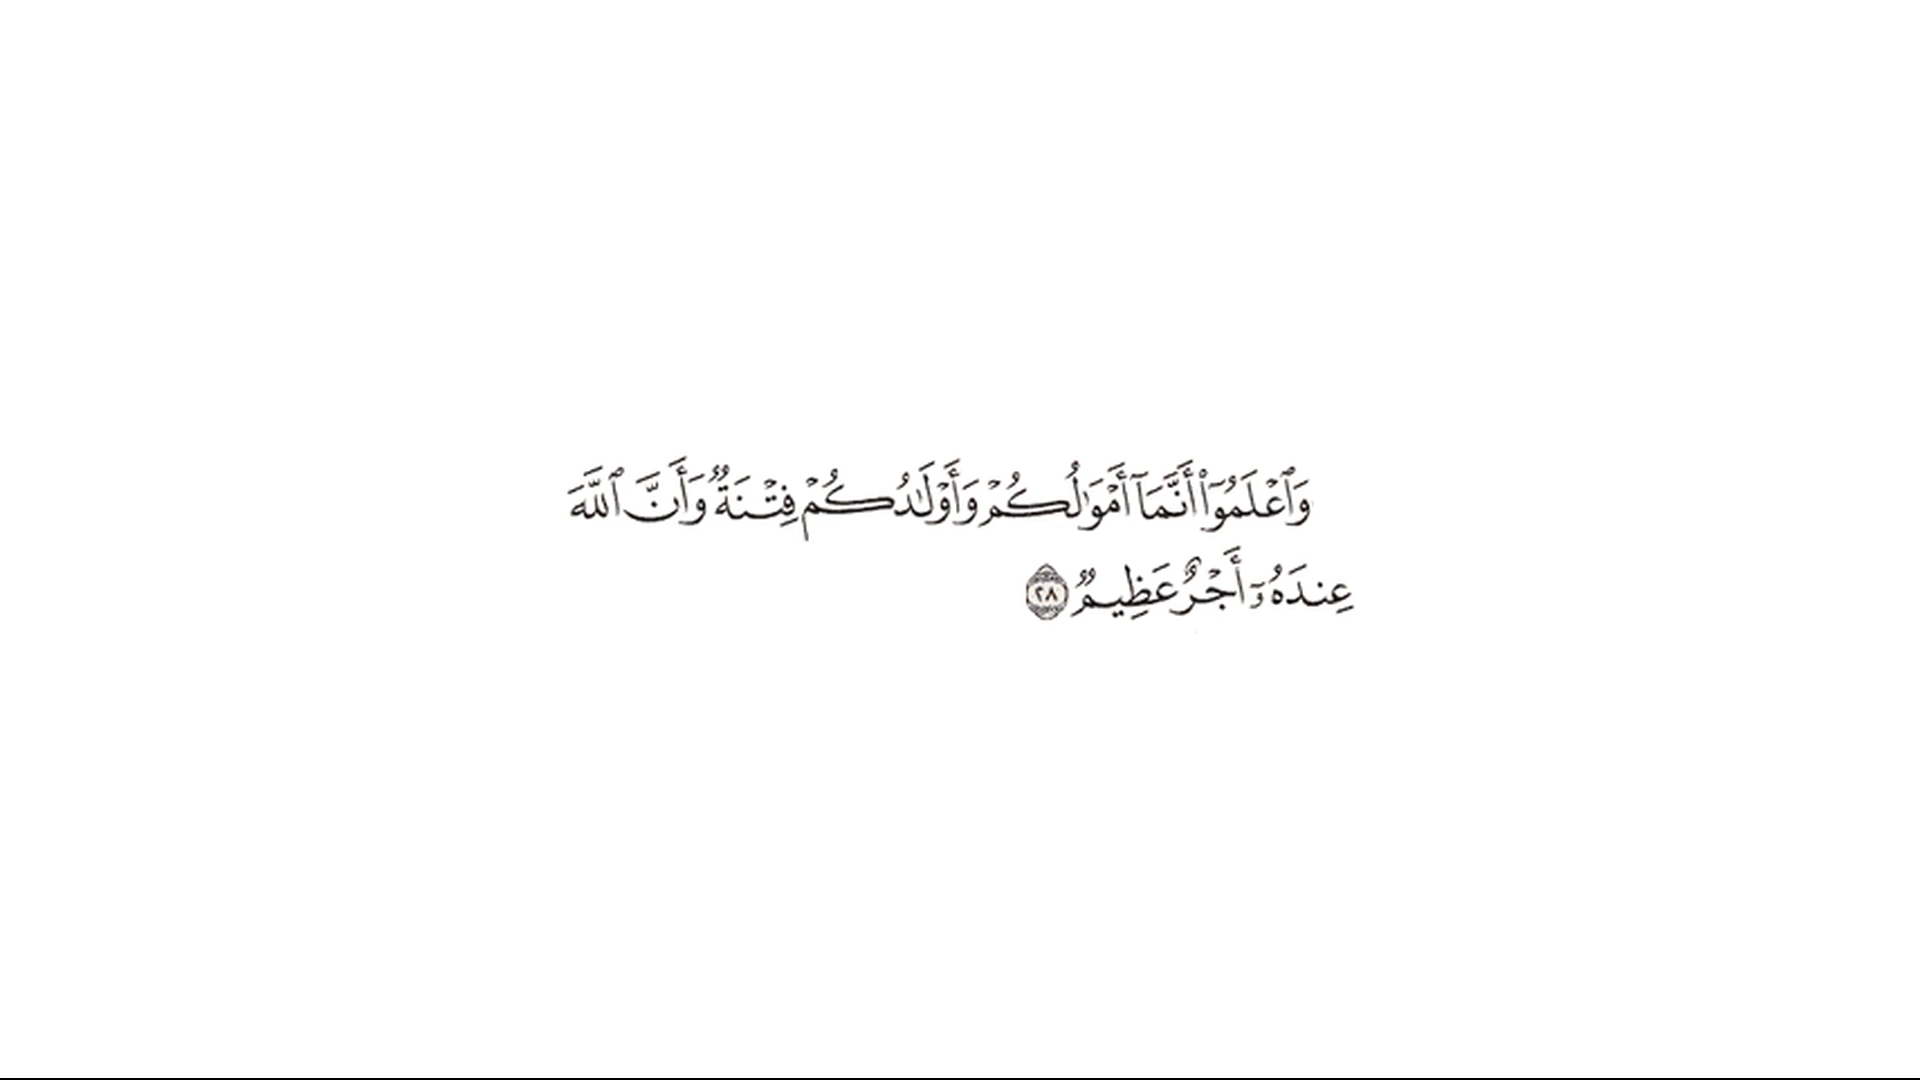 وَٱعۡلَمُوٓاْ أَنَّمَآ أَمۡوَٰلُكُمۡ وَأَوۡلَٰدُكُمۡ فِتۡنَةٞ وَأَنَّ ٱللَّهَ
عِندَهُۥٓ أَجۡرٌ عَظِيمٞ ٢٨